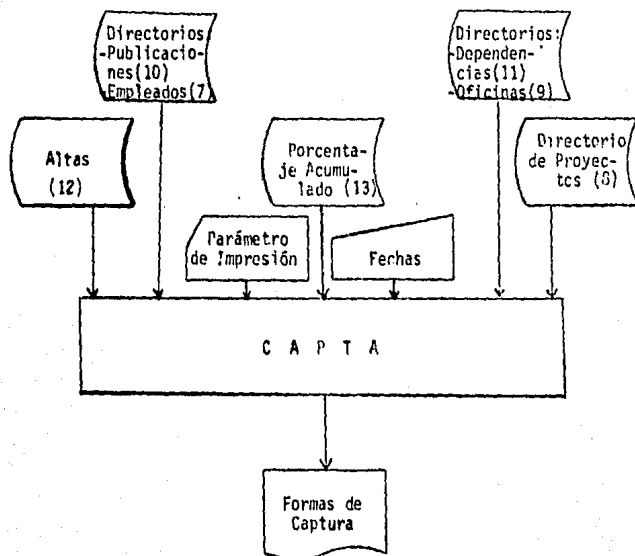 Directorios:
-Publicacio-
nes(10)
-Empleados(7)
Directorios:
-Dependen-
cias(11)
-Oficinas(9)
Altas
(12)
Porcenta-
je Acumu-
lado (13)
Directorio
de Proyec-
tos (8)
Parámetro
de Impresión
Fechas
C A P T A
Formas de
Captura